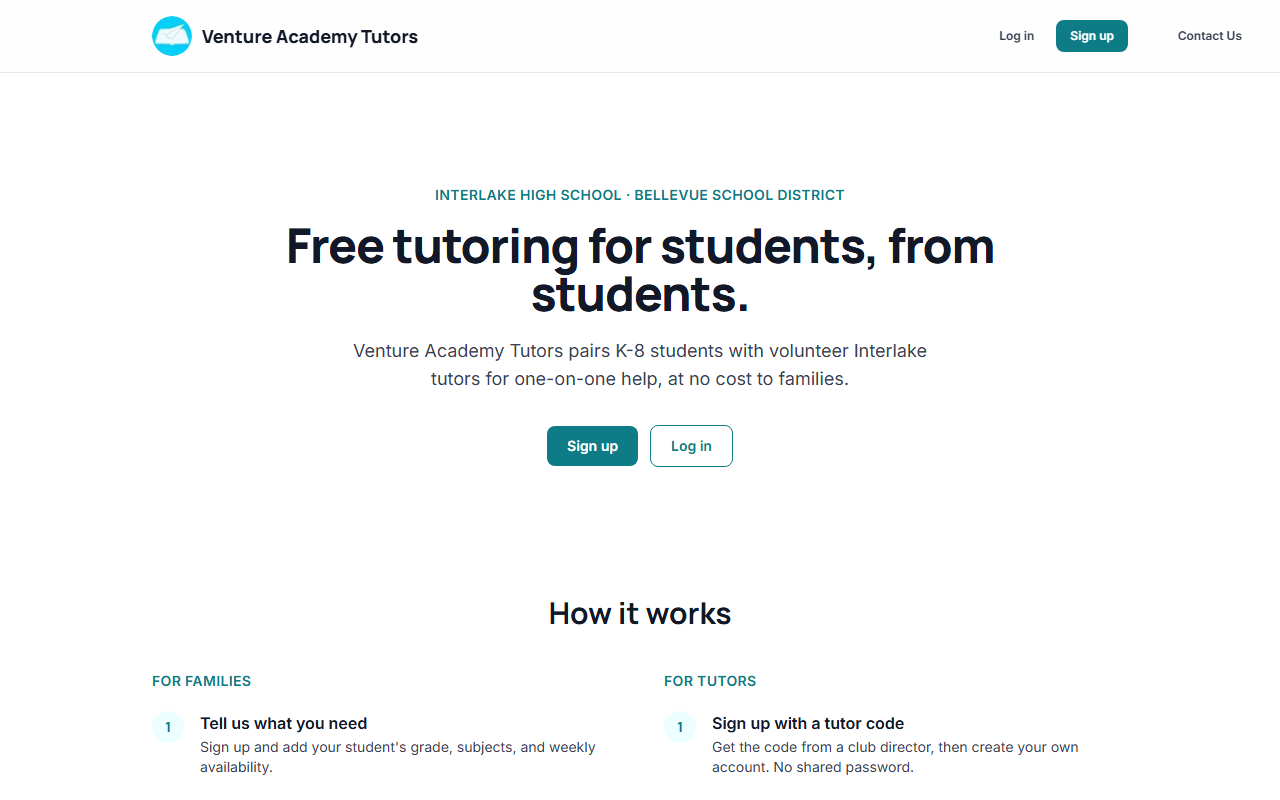 Venture Academy Tutors
Log in
Sign up
Contact Us
INTERLAKE HIGH SCHOOL · BELLEVUE SCHOOL DISTRICT
Free tutoring for students, from
students.
Venture Academy Tutors pairs K-8 students with volunteer Interlake
tutors for one-on-one help, at no cost to families.
Sign up
Log in
How it works
FOR FAMILIES
1
Tell us what you need
Sign up and add your student's grade, subjects, and weekly
availability.
FOR TUTORS
1
Sign up with a tutor code
Get the code from a club director, then create your own
account. No shared password.